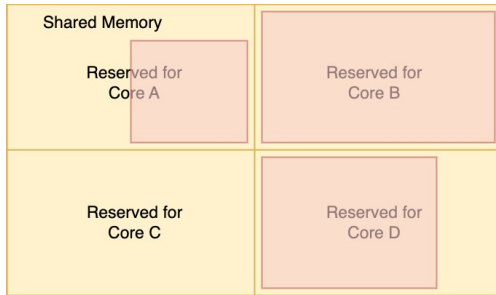 Shared Memory
Reserved for
Core A
Reserved for
Core B
Reserved for
Core C
Reserved for
Core D